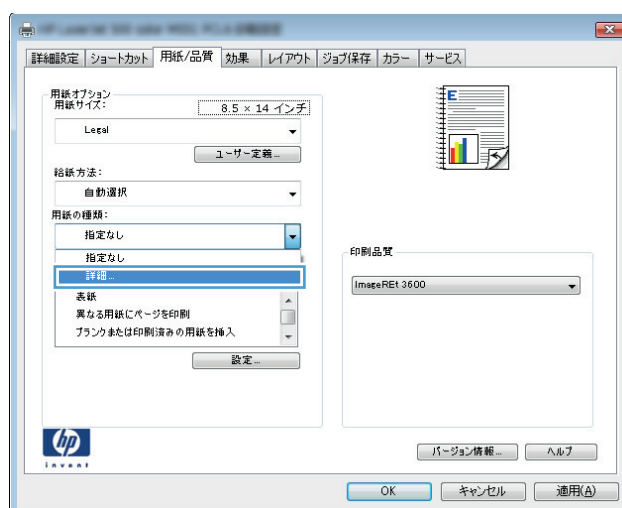 詳細設定 ショートカット 用紙/品質 効果 レイアウト ジョブ保存 カラー サービス
用紙オプション
用紙サイズ: 8.5 × 14 インチ
Legal
ユーザー定義...
給紙方法:
自動選択
用紙の種類:
指定なし
指定なし
詳細...
表紙
異なる用紙にページを印刷
ブランクまたは印刷済みの用紙を挿入
設定...
E
印刷品質
ImageREt 3600
hp
invent
バージョン情報... ヘルプ
OK キャンセル 適用(A)